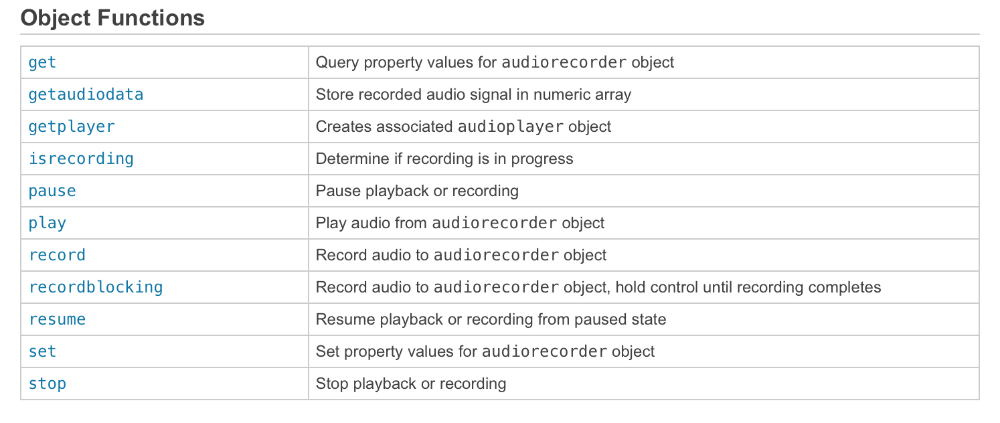 Object Functions
get Query property values for audiorecorder object
getaudiodata Store recorded audio signal in numeric array
getplayer Creates associated audioplayer object
isrecording Determine if recording is in progress
pause Pause playback or recording
play Play audio from audiorecorder object
record Record audio to audiorecorder object
recordblocking Record audio to audiorecorder object, hold control until recording completes
resume Resume playback or recording from paused state
set Set property values for audiorecorder object
stop Stop playback or recording